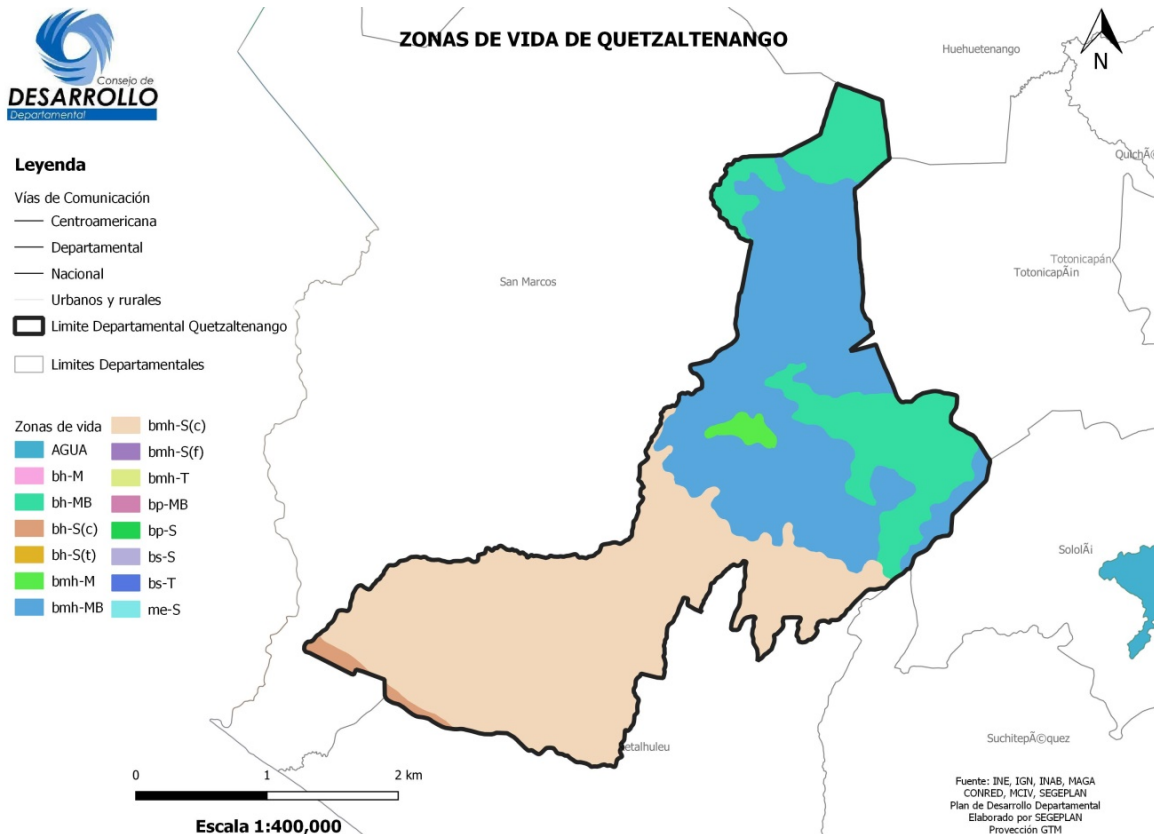 ZONAS DE VIDA DE QUETZALTENANGO
Consejo de
DESARROLLO
Departamental
N
Huehuetenango
QuichÃ©
Totonicapán
TotonicapÃ¡n
San Marcos
SololÃ¡
SuchitepÃ©quez
etalhuleu
Leyenda
Vías de Comunicación
Centroamericana
Departamental
Nacional
Urbanos y rurales
Limite Departamental Quetzaltenango
Limites Departamentales
Zonas de vida
AGUA
bh-M
bh-MB
bh-S(c)
bh-S(t)
bmh-M
bmh-MB
bmh-S(c)
bmh-S(f)
bmh-T
bp-MB
bp-S
bs-S
bs-T
me-S
0 1 2 km
Escala 1:400,000
Fuente: INE, IGN, INAB, MAGA
CONRED, MCIV, SEGEPLAN
Plan de Desarrollo Departamental
Elaborado por SEGEPLAN
Proyección GTM